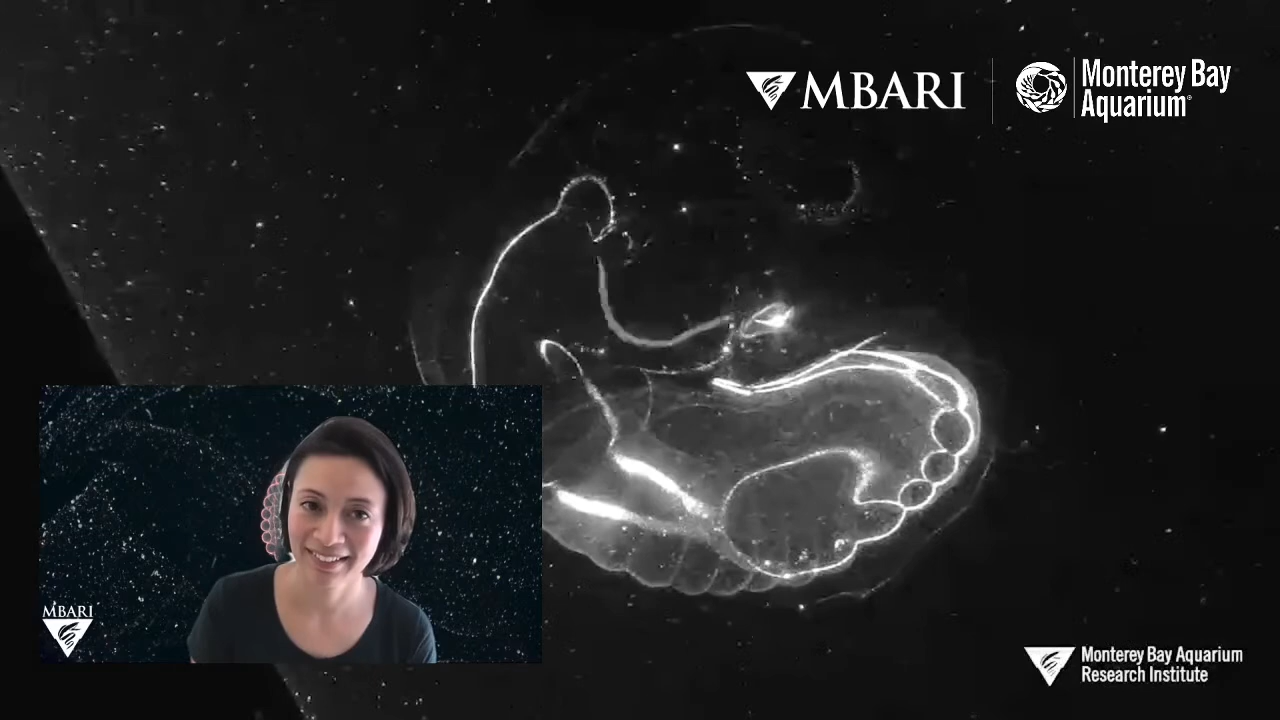 MBARI
Monterey Bay
Aquarium®
MBARI
Monterey Bay Aquarium
Research Institute